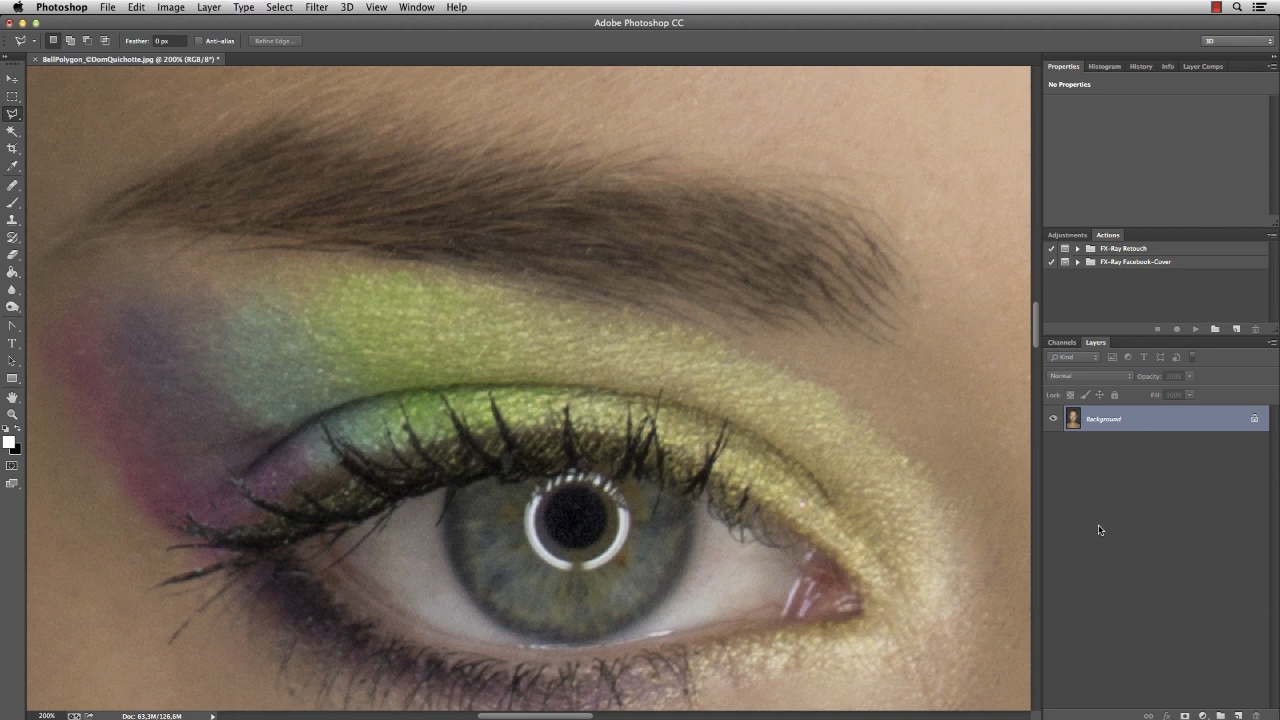 Photoshop File Edit Image Layer Type Select Filter 3D View Window Help
Adobe Photoshop CC
Feather: 0 px Anti-alias Refine Edge... 3D
BellPolygon_©DomQuichotte.jpg @ 200% (RGB/8*) *
Properties Histogram History Info Layer Comps
No Properties
Adjustments Actions
FX-Ray Retouch
FX-Ray Facebook-Cover
Channels Layers
Kind
Normal Opacity: 100%
Lock: Fill: 100%
Background
200% Doc: 63,3M/126,6M